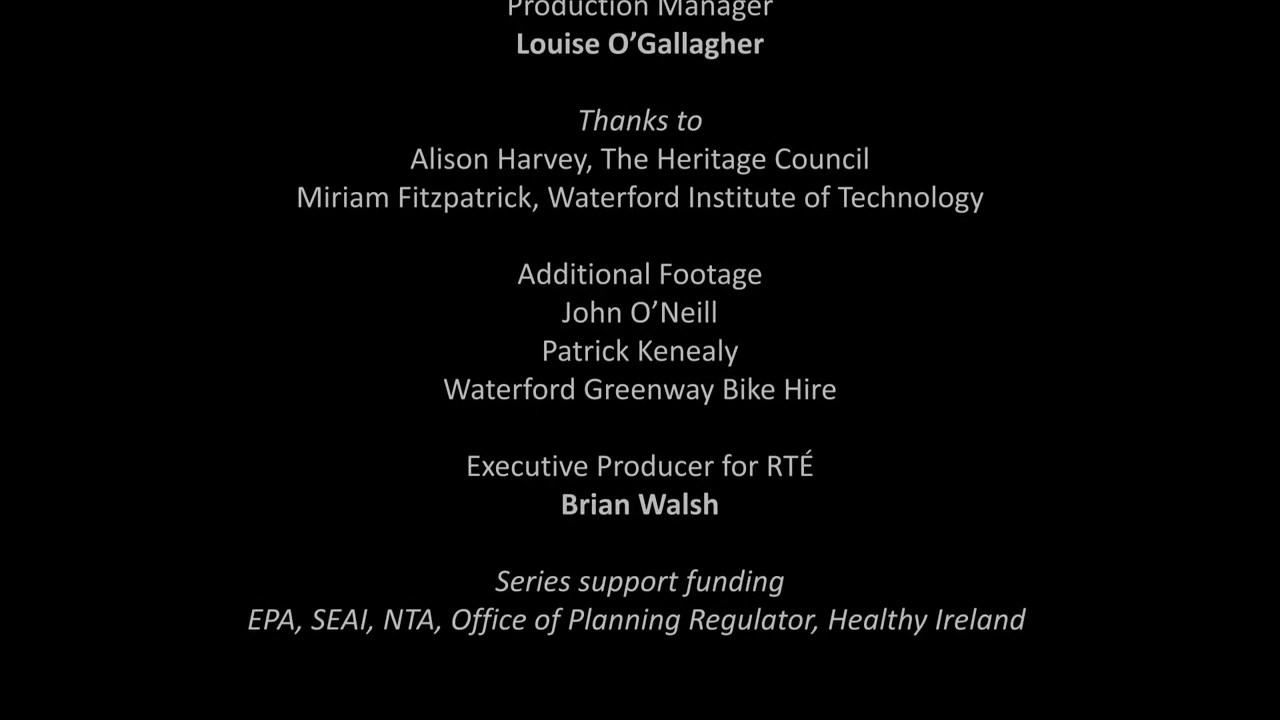 Production Manager
Louise O’Gallagher
Thanks to
Alison Harvey, The Heritage Council
Miriam Fitzpatrick, Waterford Institute of Technology
Additional Footage
John O’Neill
Patrick Kenealy
Waterford Greenway Bike Hire
Executive Producer for RTÉ
Brian Walsh
Series support funding
EPA, SEAI, NTA, Office of Planning Regulator, Healthy Ireland